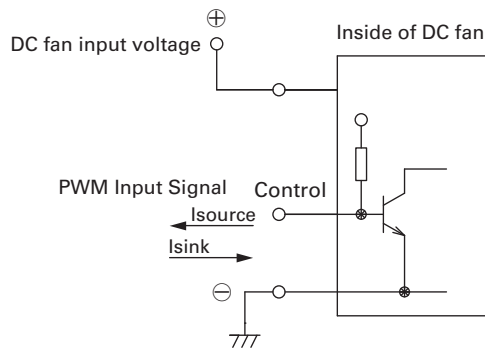 ⊕
DC fan input voltage
Inside of DC fan
PWM Input Signal
Control
Isource
Isink
⊖